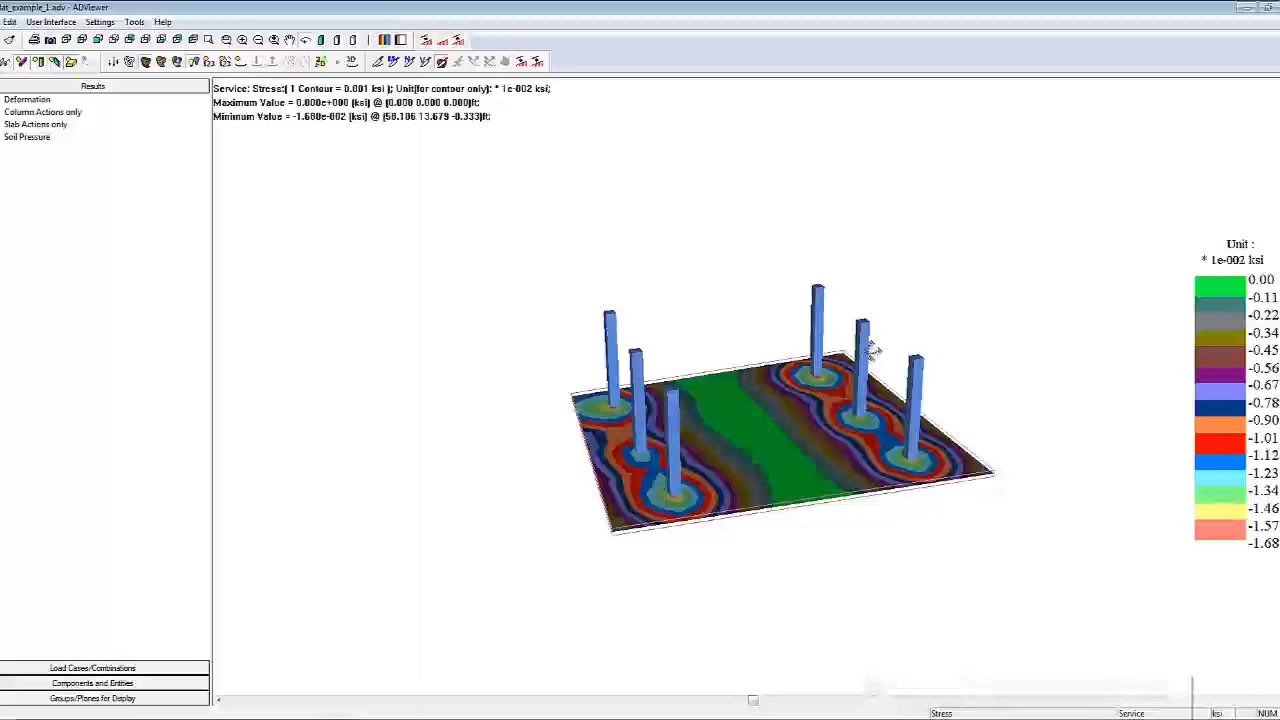 lat_example_1.adv - ADViewer
Edit User Interface Settings Tools Help
Results
Deformation
Column Actions only
Slab Actions only
Soil Pressure
Service: Stress:( 1 Contour = 0.001 ksi ); Unit(for contour only): * 1e-002 ksi;
Maximum Value = 0.000e+000 (ksi) @ (0.000 0.000 0.000)ft;
Minimum Value = -1.680e-002 (ksi) @ (58.106 13.679 -0.333)ft;
Unit :
* 1e-002 ksi
0.00
-0.11
-0.22
-0.34
-0.45
-0.56
-0.67
-0.78
-0.90
-1.01
-1.12
-1.23
-1.34
-1.46
-1.57
-1.68
Load Cases/Combinations
Components and Entities
Groups/Planes for Display
Stress Service ksi NUM